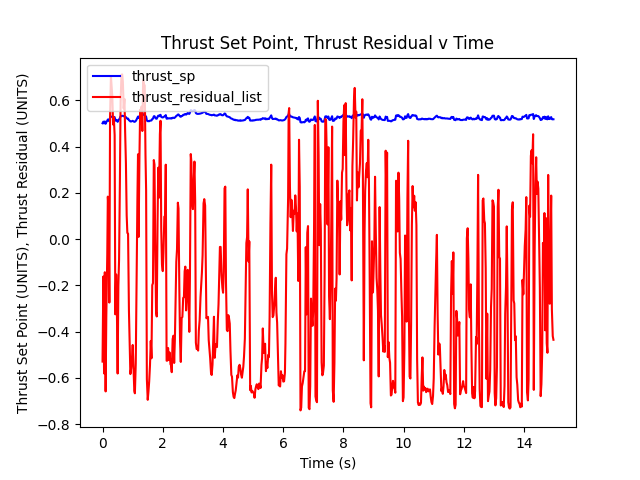 Thrust Set Point, Thrust Residual v Time
thrust_sp
thrust_residual_list
Thrust Set Point (UNITS), Thrust Residual (UNITS)
0.6
0.4
0.2
0.0
−0.2
−0.4
−0.6
−0.8
0 2 4 6 8 10 12 14
Time (s)